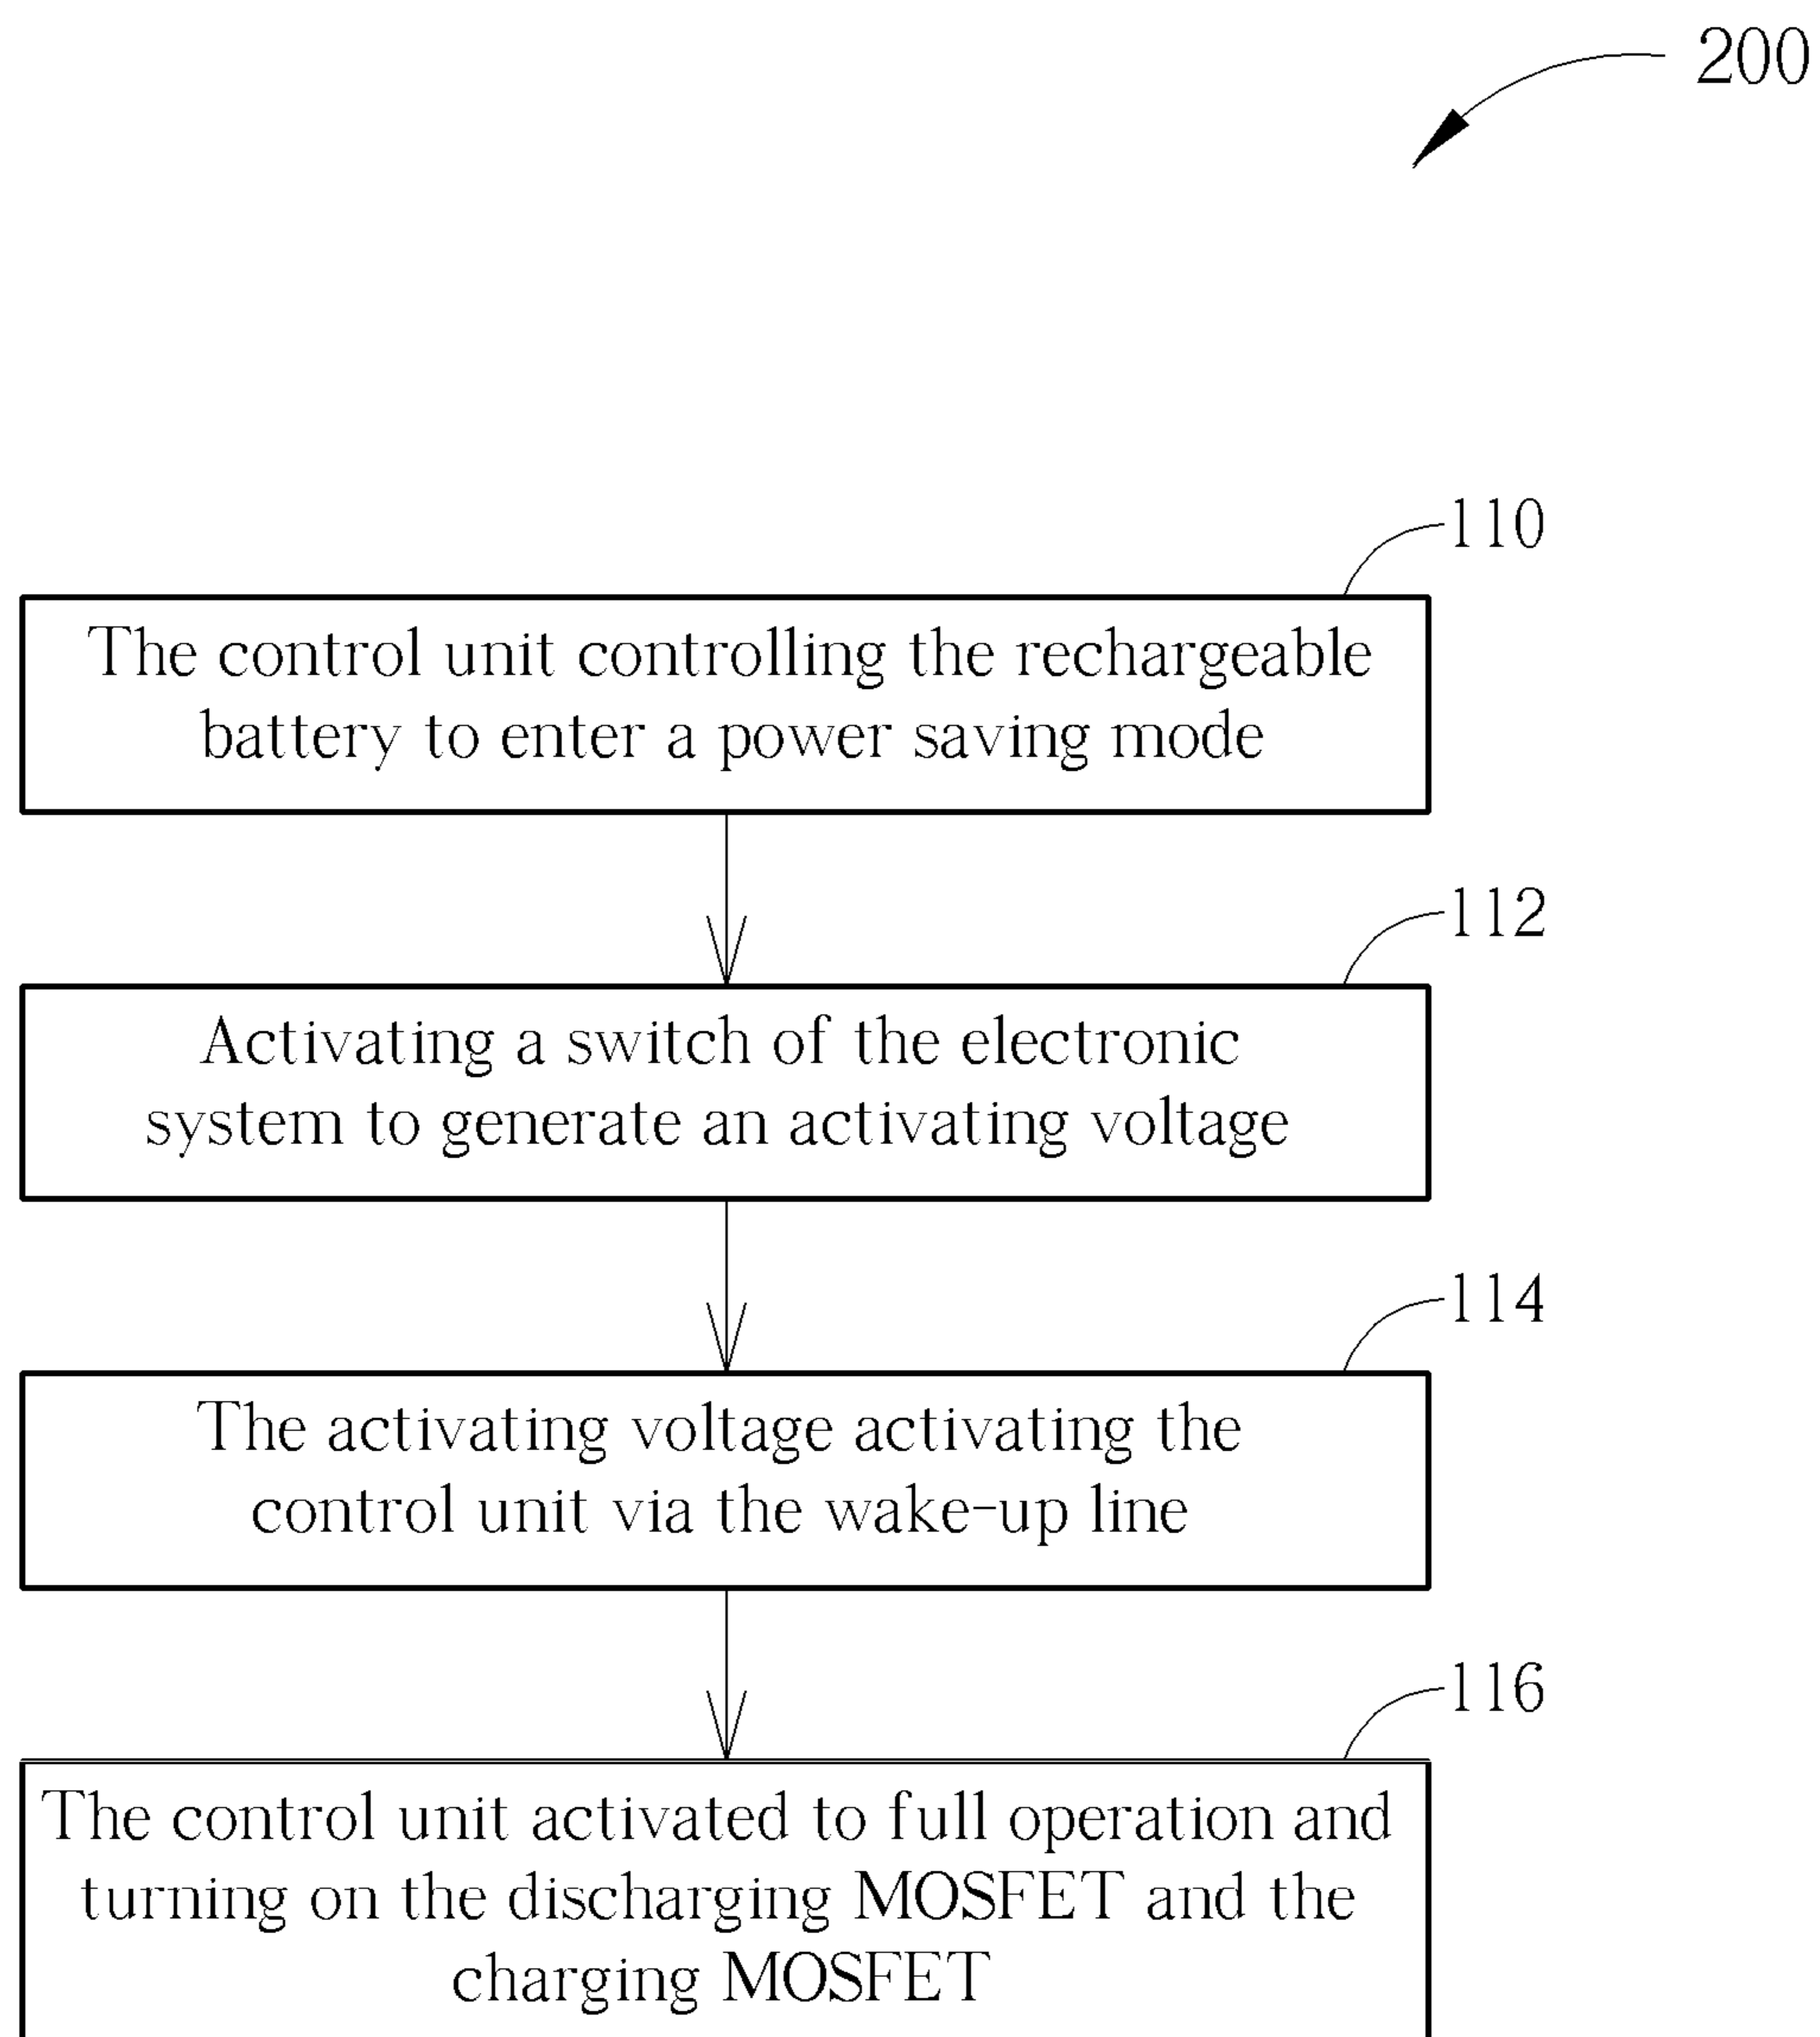 200
110
The control unit controlling the rechargeable
battery to enter a power saving mode
112
Activating a switch of the electronic
system to generate an activating voltage
114
The activating voltage activating the
control unit via the wake-up line
116
The control unit activated to full operation and
turning on the discharging MOSFET and the
charging MOSFET